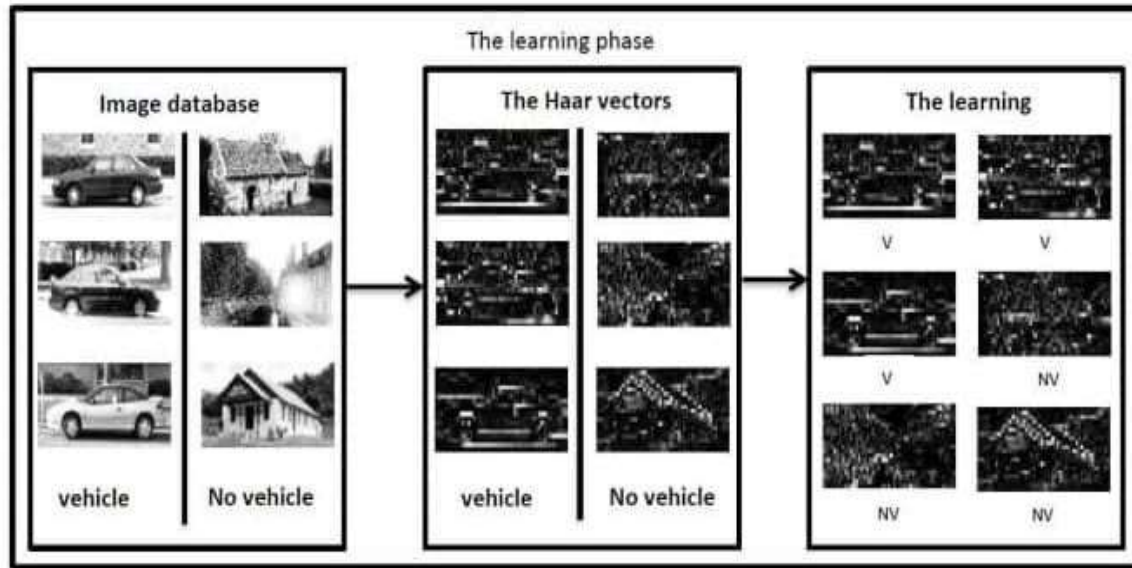 The learning phase
Image database
vehicle
No vehicle
The Haar vectors
vehicle
No vehicle
The learning
V
V
V
NV
NV
NV